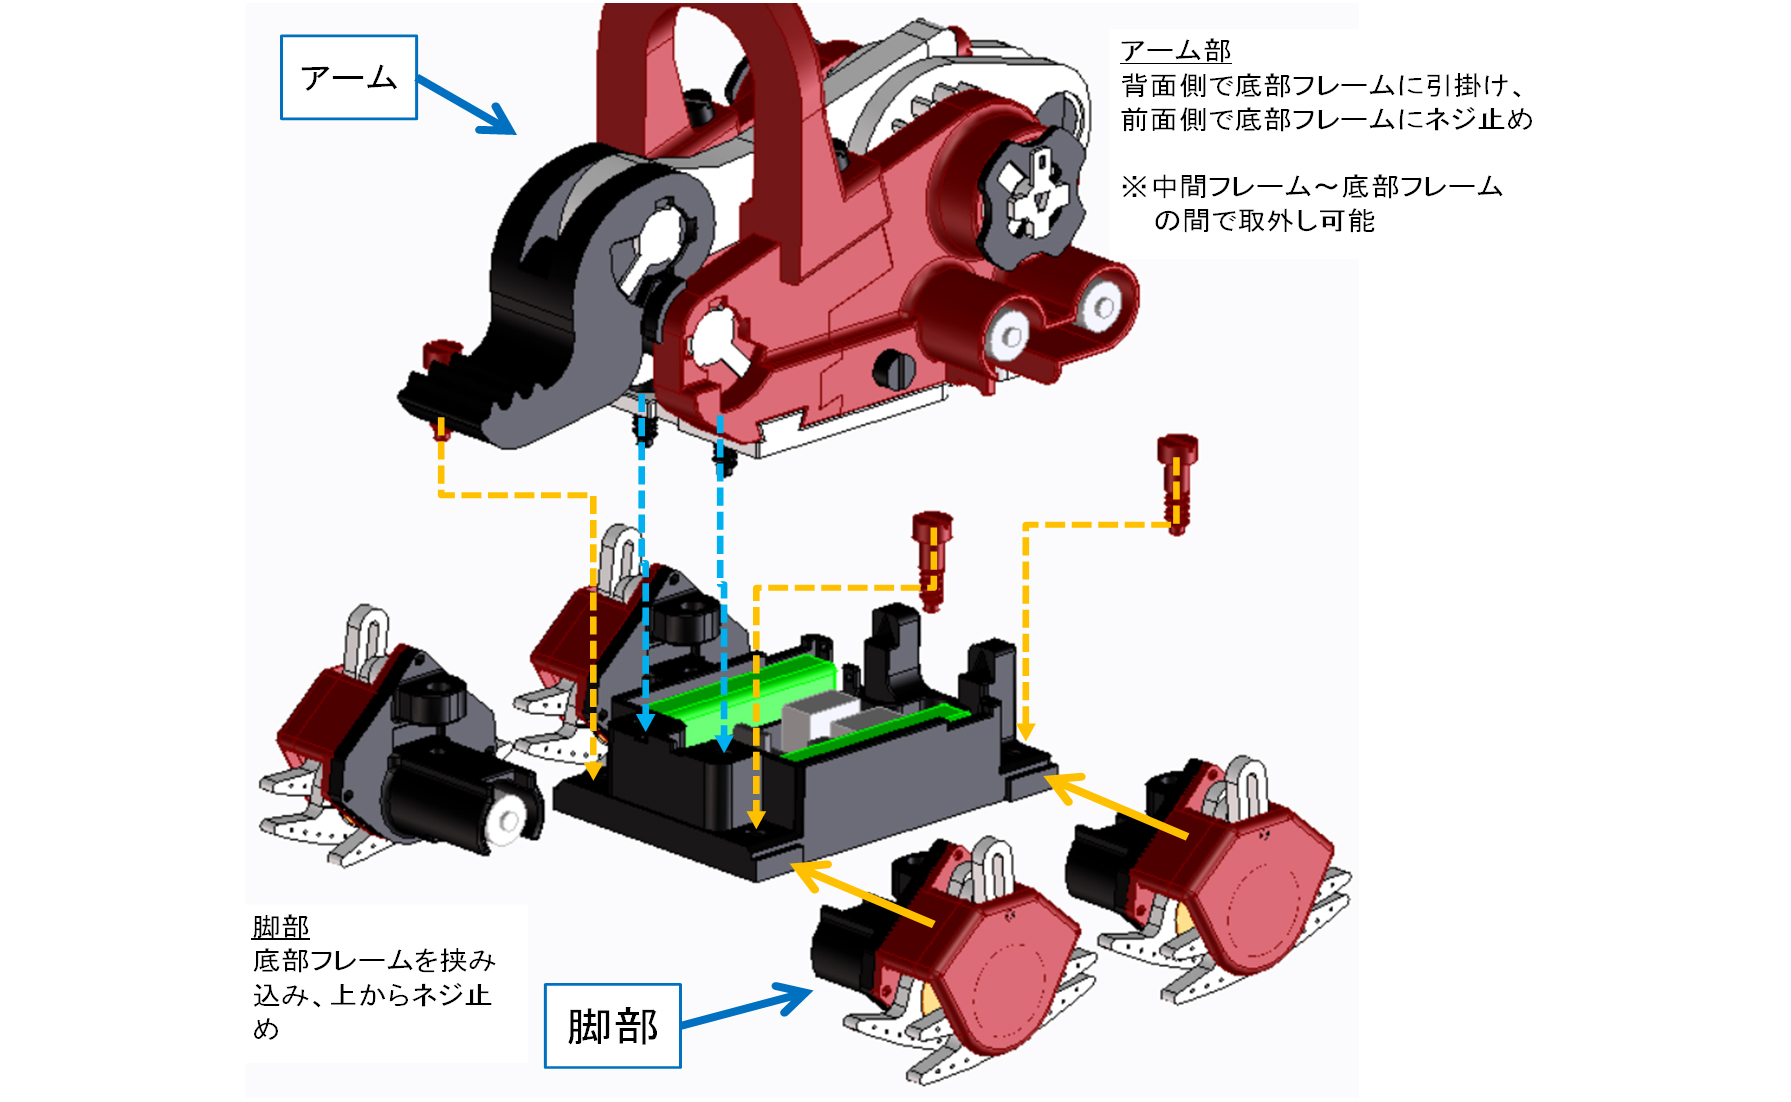 アーム
アーム部
背面側で底部フレームに引掛け、
前面側で底部フレームにネジ止め
※中間フレーム～底部フレーム
の間で取外し可能
脚部
底部フレームを挟み
込み、上からネジ止
め
脚部